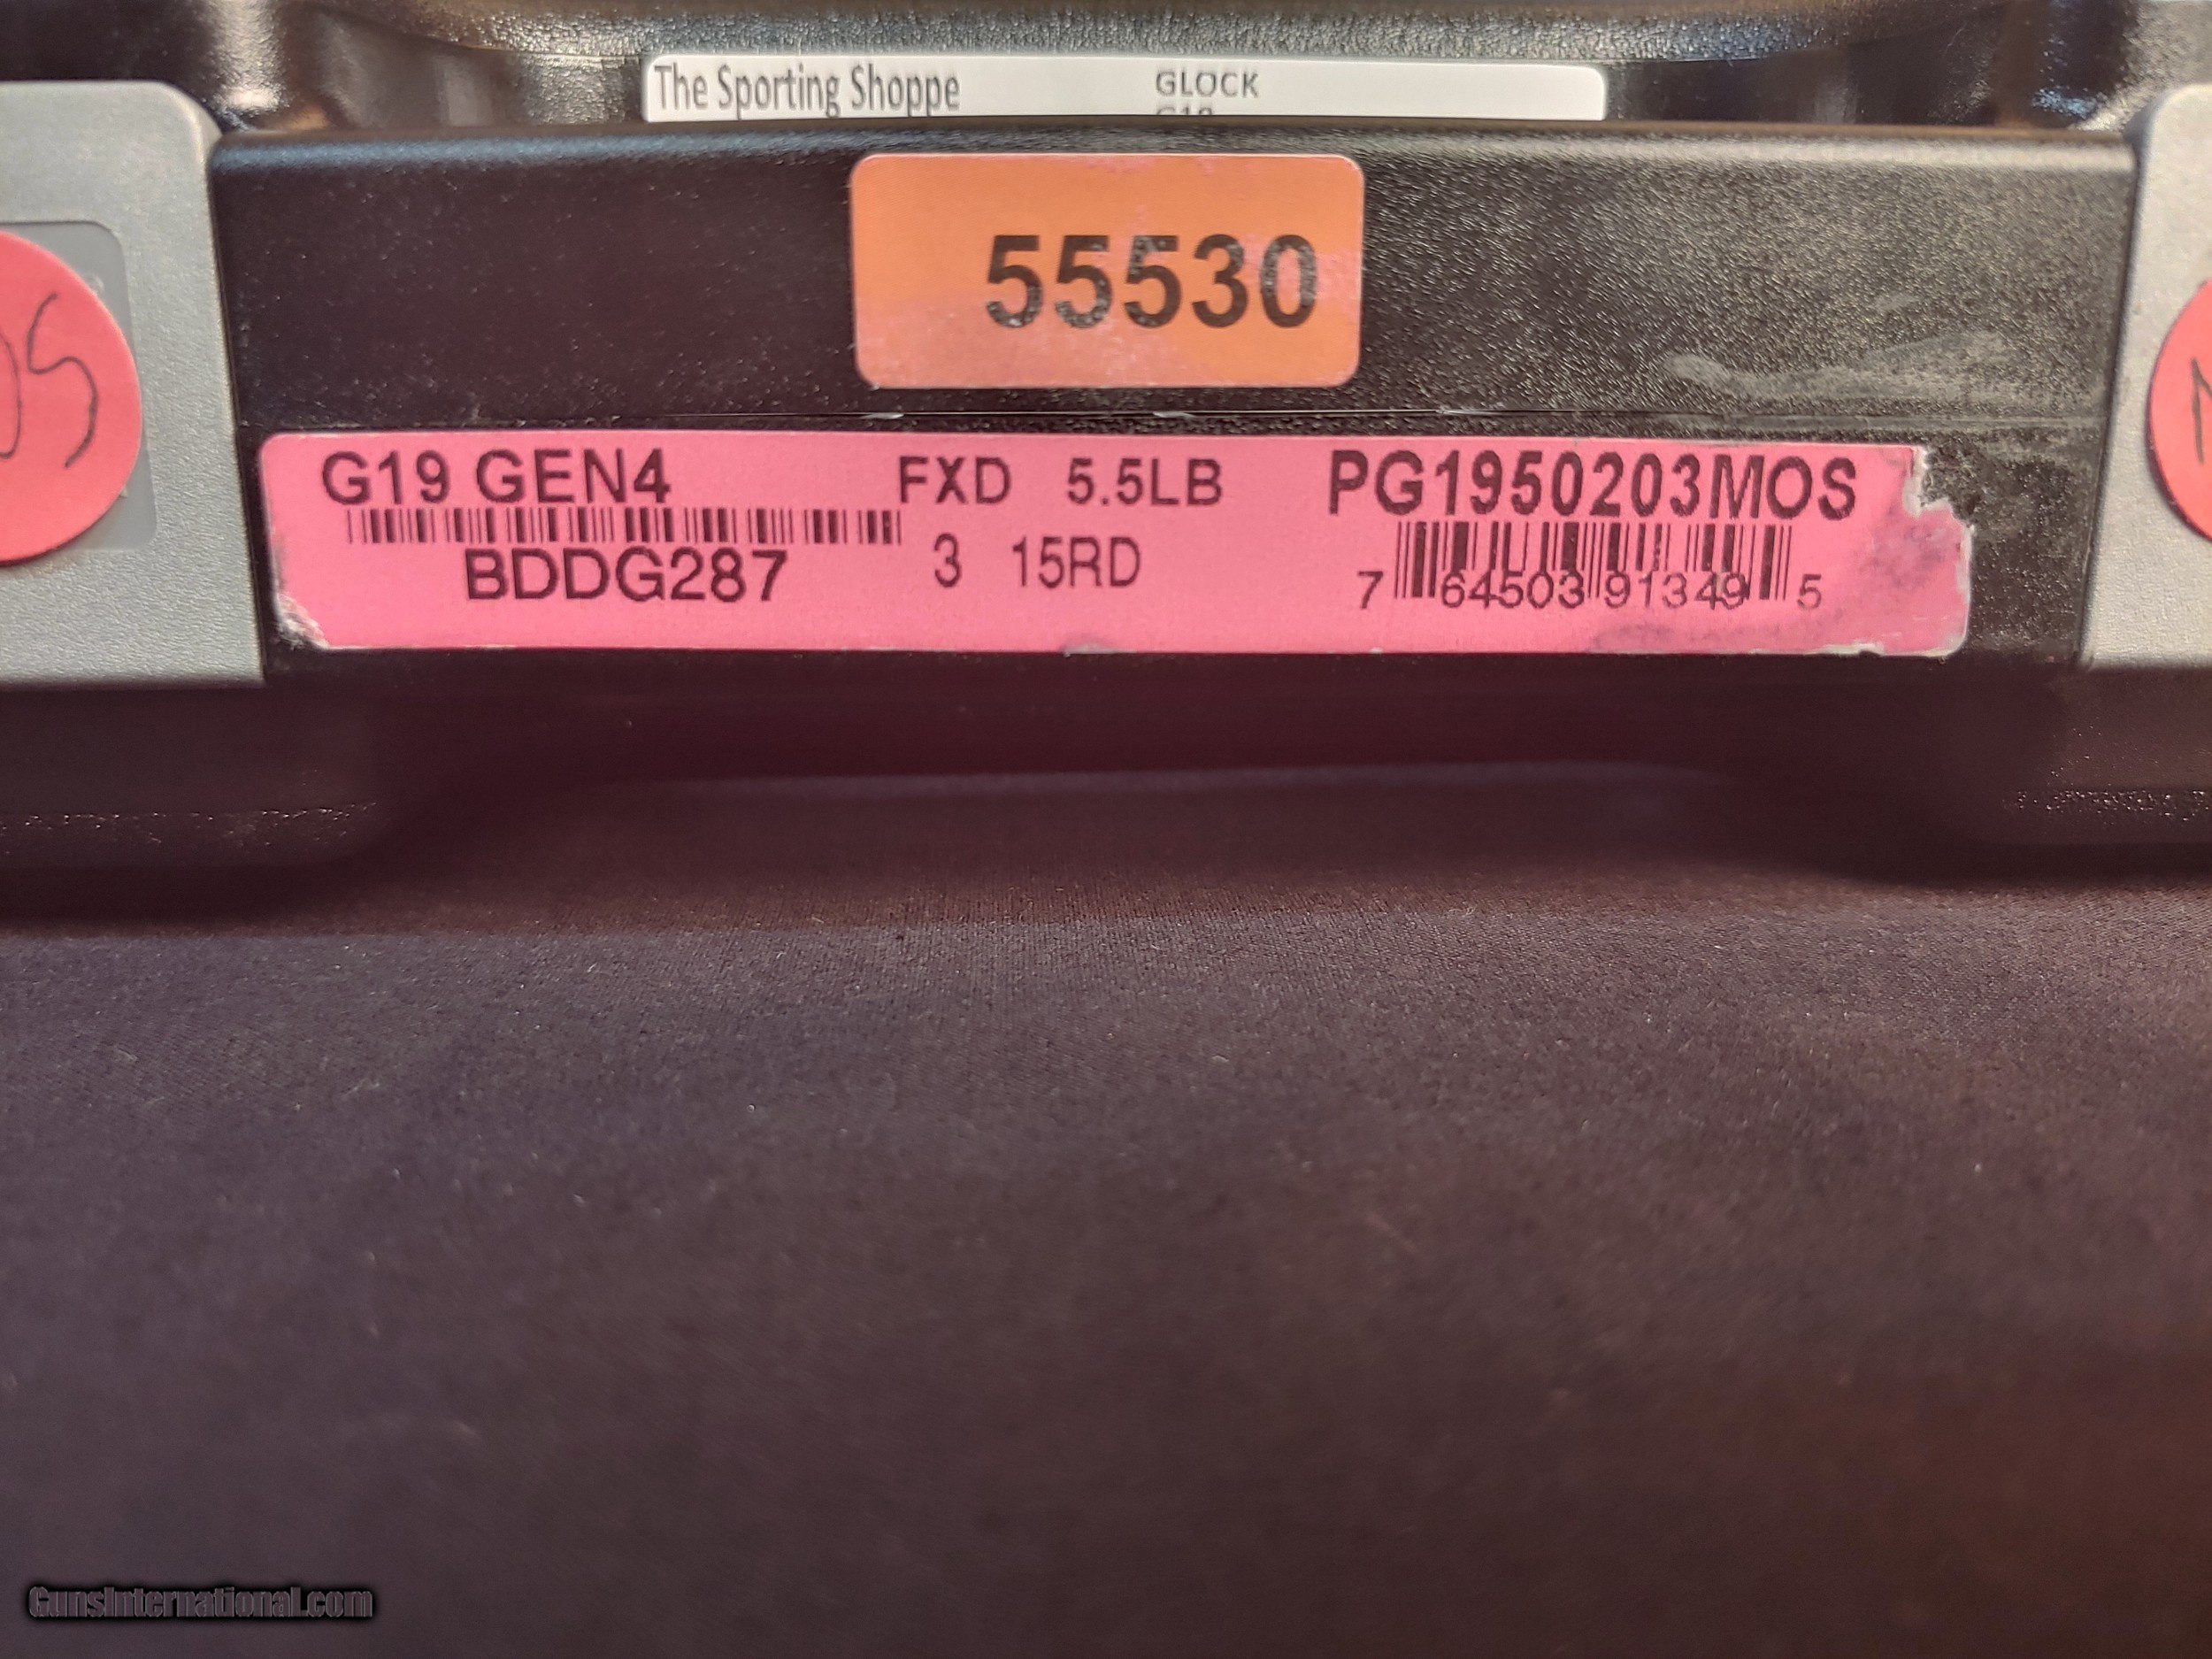 The Sporting Shoppe GLOCK
55530
G19 GEN4 FXD 5.5LB PG1950203MOS
BDDG287 3 15RD 7 64503 91349 5
GunsInternational.com